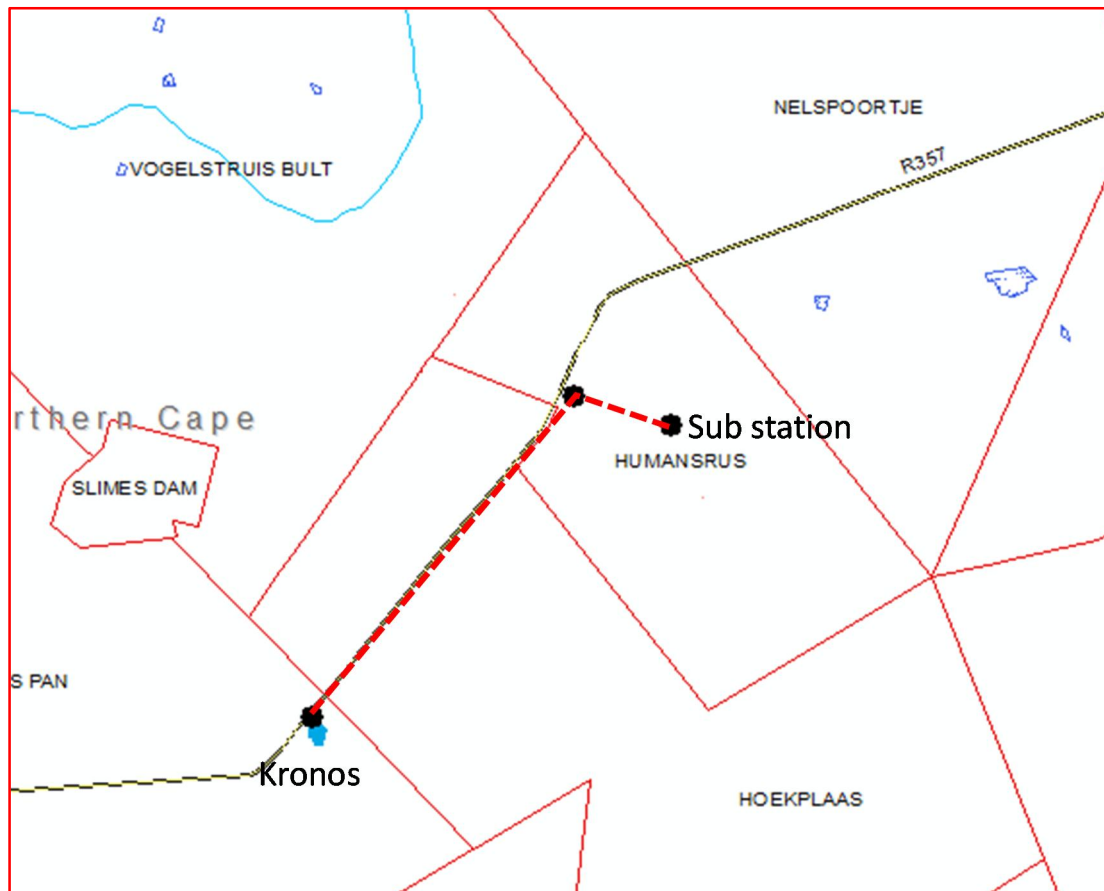 NELSPOORTJE
R357
VOGELSTRUIS BULT
rthern Cape
Sub station
HUMANSRUS
SLIMES DAM
S PAN
Kronos
HOEKPLAAS